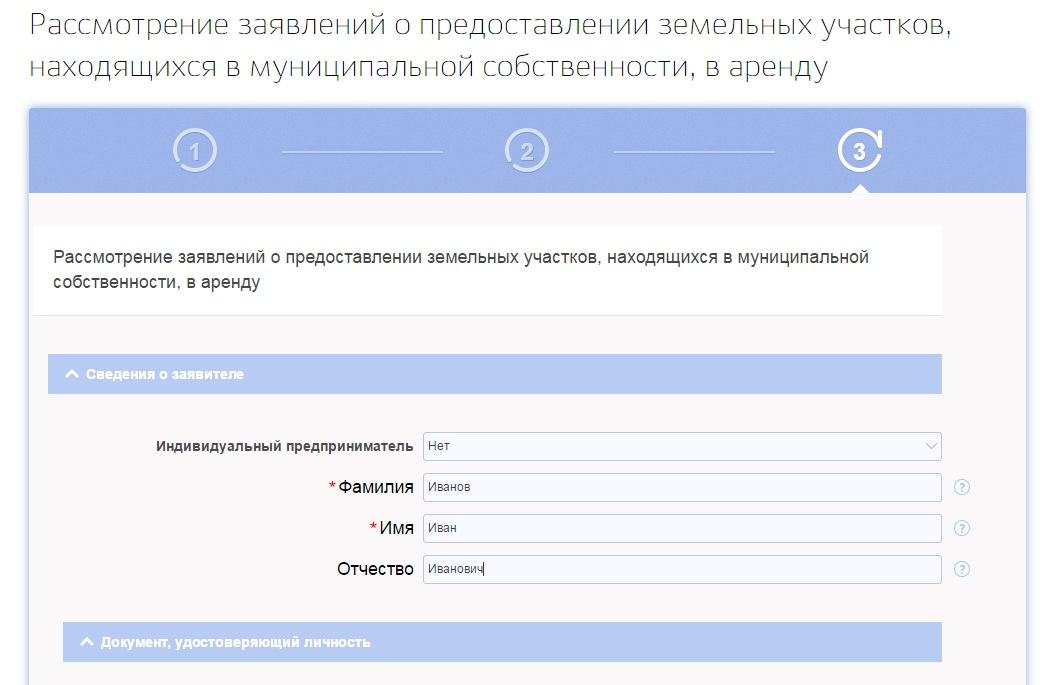 Рассмотрение заявлений о предоставлении земельных участков,
находящихся в муниципальной собственности, в аренду
1 2 3
Рассмотрение заявлений о предоставлении земельных участков, находящихся в муниципальной
собственности, в аренду
Сведения о заявителе
Индивидуальный предприниматель Нет
*Фамилия Иванов ?
*Имя Иван ?
Отчество Иванович ?
Документ, удостоверяющий личность